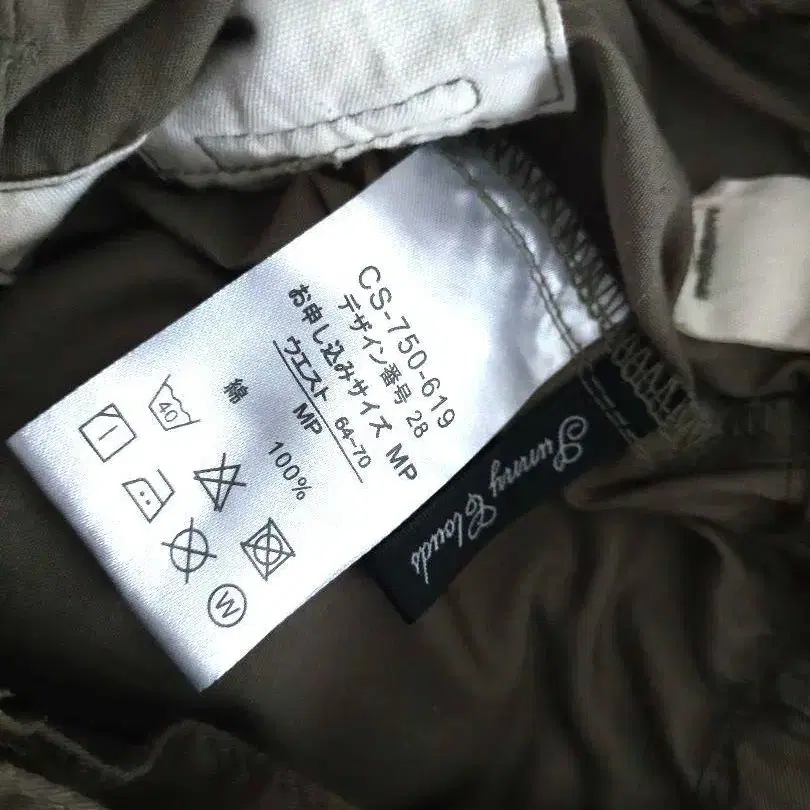 CS-750-619
デザイン番号 28
お申し込みサイズ MP
ウエスト 64-70
MP
綿 100%
40
W
Sunny Clouds